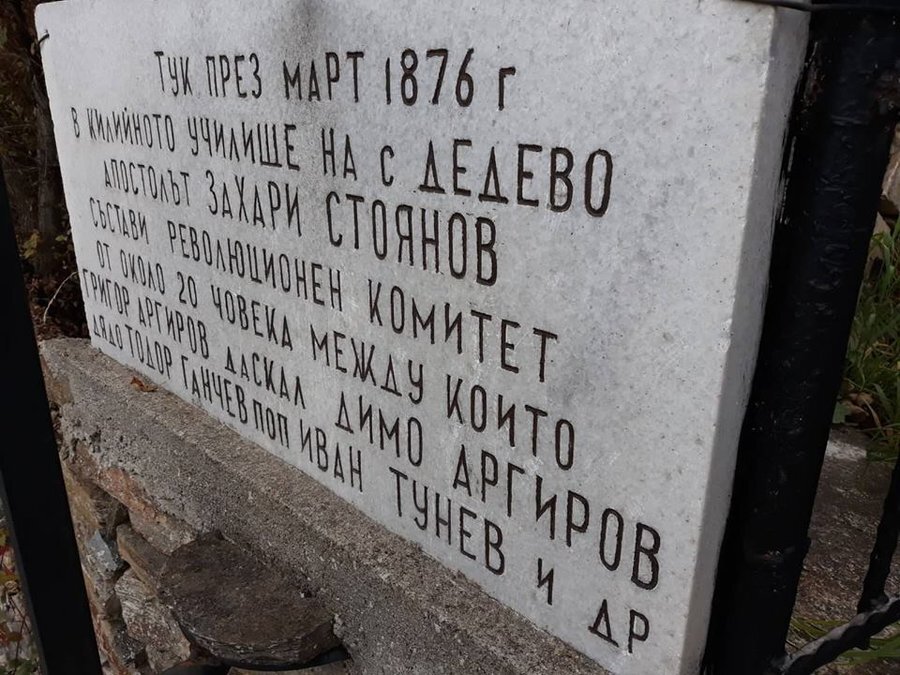 ТУК ПРЕЗ МАРТ 1876 Г
В КИЛИЙНОТО УЧИЛИЩЕ НА С ДЕДЕВО
АПОСТОЛЪТ ЗАХАРИ СТОЯНОВ
СЪСТАВИ РЕВОЛЮЦИОНЕН КОМИТЕТ
ОТ ОКОЛО 20 ЧОВЕКА МЕЖДУ КОИТО
ГРИГОР АРГИРОВ ДАСКАЛ ДИМО АРГИРОВ
ДЯДО ТОДОР ГАНЧЕВ ПОП ИВАН ТУНЕВ И ДР